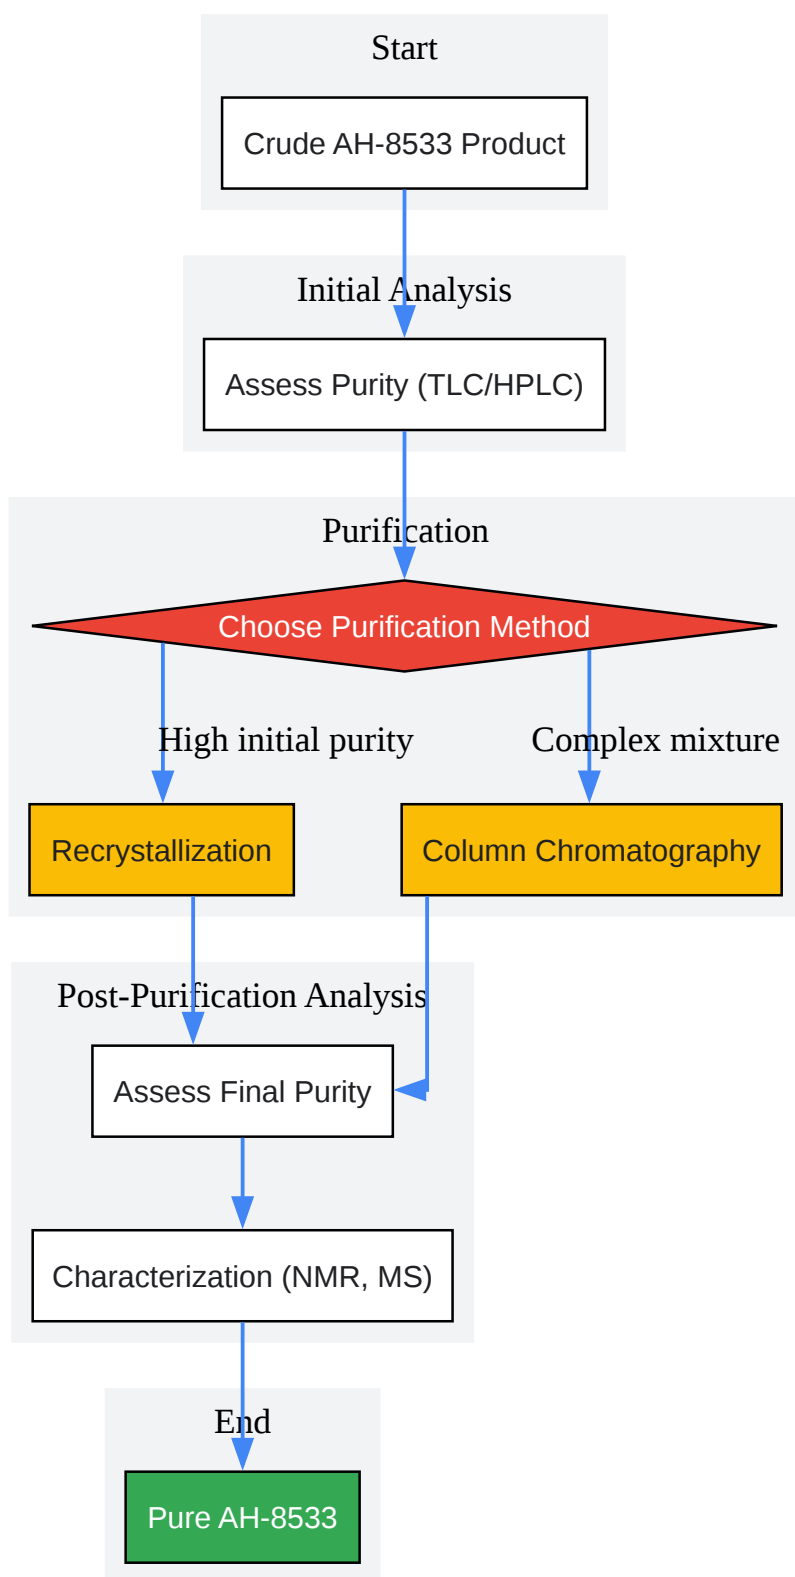 Start
Crude AH-8533 Product
Initial Analysis
Assess Purity (TLC/HPLC)
Purification
Choose Purification Method
High initial purity
Complex mixture
Recrystallization
Column Chromatography
Post-Purification Analysis
Assess Final Purity
Characterization (NMR, MS)
End
Pure AH-8533